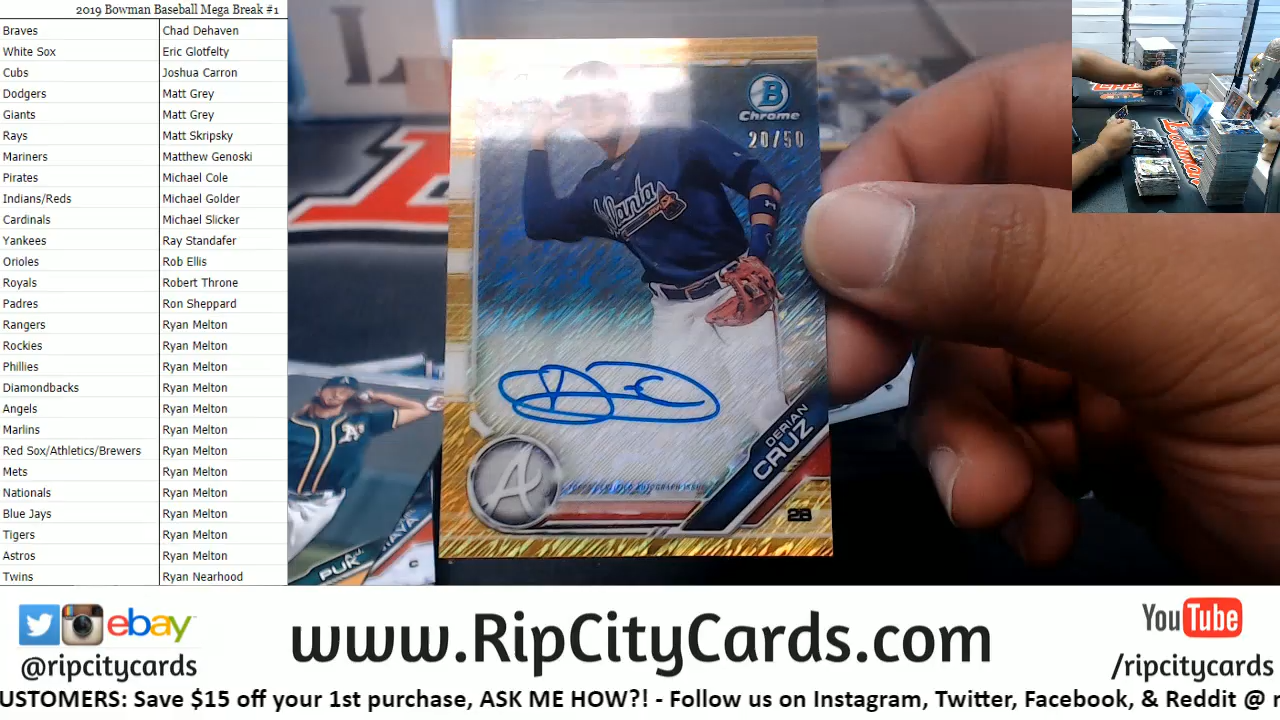 2019 Bowman Baseball Mega Break #1
Braves Chad Dehaven
White Sox Eric Glotfelty
Cubs Joshua Carron
Dodgers Matt Grey
Giants Matt Grey
Rays Matt Skripsky
Mariners Matthew Genoski
Pirates Michael Cole
Indians/Reds Michael Golder
Cardinals Michael Slicker
Yankees Ray Standafer
Orioles Rob Ellis
Royals Robert Throne
Padres Ron Sheppard
Rangers Ryan Melton
Rockies Ryan Melton
Phillies Ryan Melton
Diamondbacks Ryan Melton
Angels Ryan Melton
Marlins Ryan Melton
Red Sox/Athletics/Brewers Ryan Melton
Mets Ryan Melton
Nationals Ryan Melton
Blue Jays Ryan Melton
Tigers Ryan Melton
Astros Ryan Melton
Twins Ryan Nearhood
B
Chrome
20/50
Atlanta
A
DERIAN
CRUZ
2B
A's
PUK
C
Bowman
ebay
@ripcitycards
www.RipCityCards.com
YouTube
/ripcitycards
USTOMERS: Save $15 off your 1st purchase, ASK ME HOW?! - Follow us on Instagram, Twitter, Facebook, & Reddit @ r